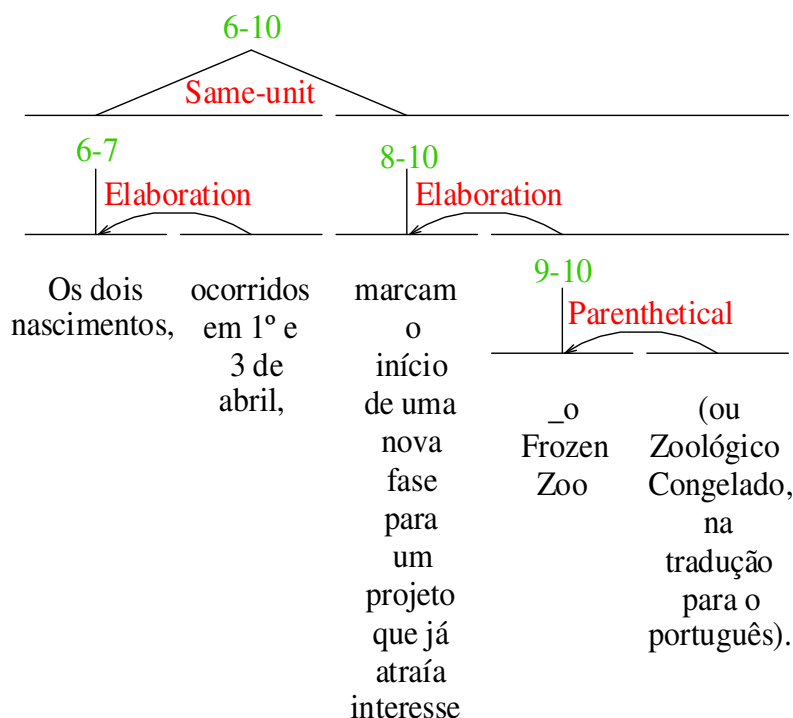 6-10
Same-unit
6-7
8-10
Elaboration
Elaboration
Os dois
nascimentos,
ocorridos
em 1º e
3 de
abril,
marcam
o
início
de uma
nova
fase
para
um
projeto
que já
atraía
interesse
9-10
Parenthetical
_o
Frozen
Zoo
(ou
Zoológico
Congelado,
na
tradução
para o
português).